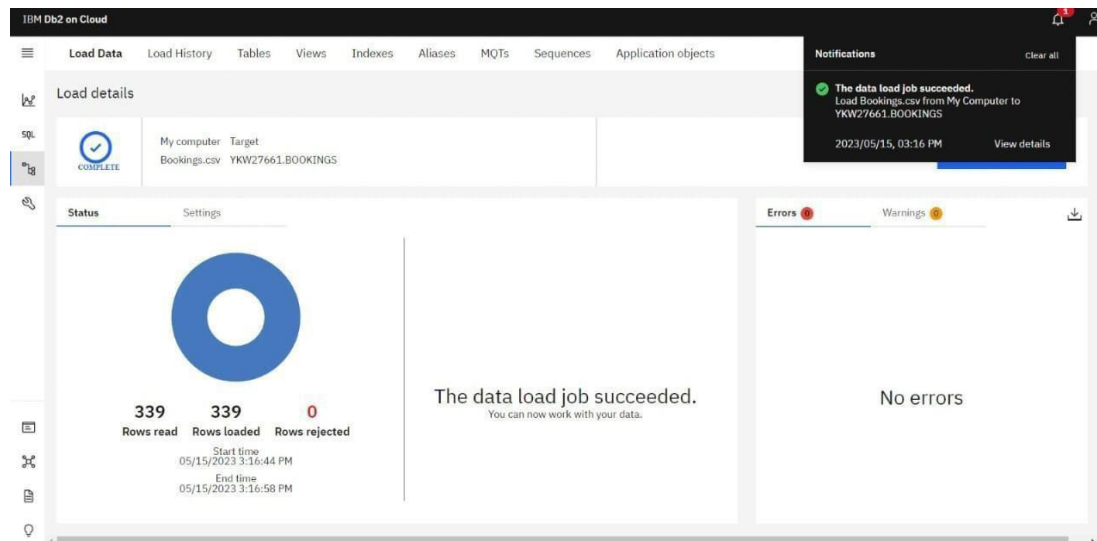 IBM Db2 on Cloud
1
Load Data Load History Tables Views Indexes Aliases MQTs Sequences Application objects
Notifications Clear all
The data load job succeeded.
Load Bookings.csv from My Computer to
YKW27661.BOOKINGS
2023/05/15, 03:16 PM View details
Load details
SQL
COMPLETE
My computer Target
Bookings.csv YKW27661.BOOKINGS
Status Settings
Errors 0 Warnings 0
339 339 0
Rows read Rows loaded Rows rejected
Start time
05/15/2023 3:16:44 PM
End time
05/15/2023 3:16:58 PM
The data load job succeeded.
You can now work with your data.
No errors